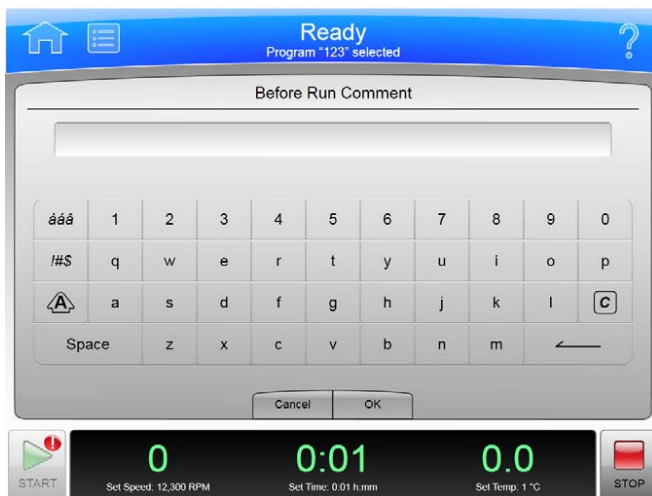 Ready
Program "123" selected
?
Before Run Comment
àáâ 1 2 3 4 5 6 7 8 9 0
!#$ q w e r t y u i o p
A a s d f g h j k l C
Space z x c v b n m
Cancel OK
! 0 0:01 0.0
START Set Speed: 12,300 RPM Set Time: 0:01 h:mm Set Temp: 1 °C STOP